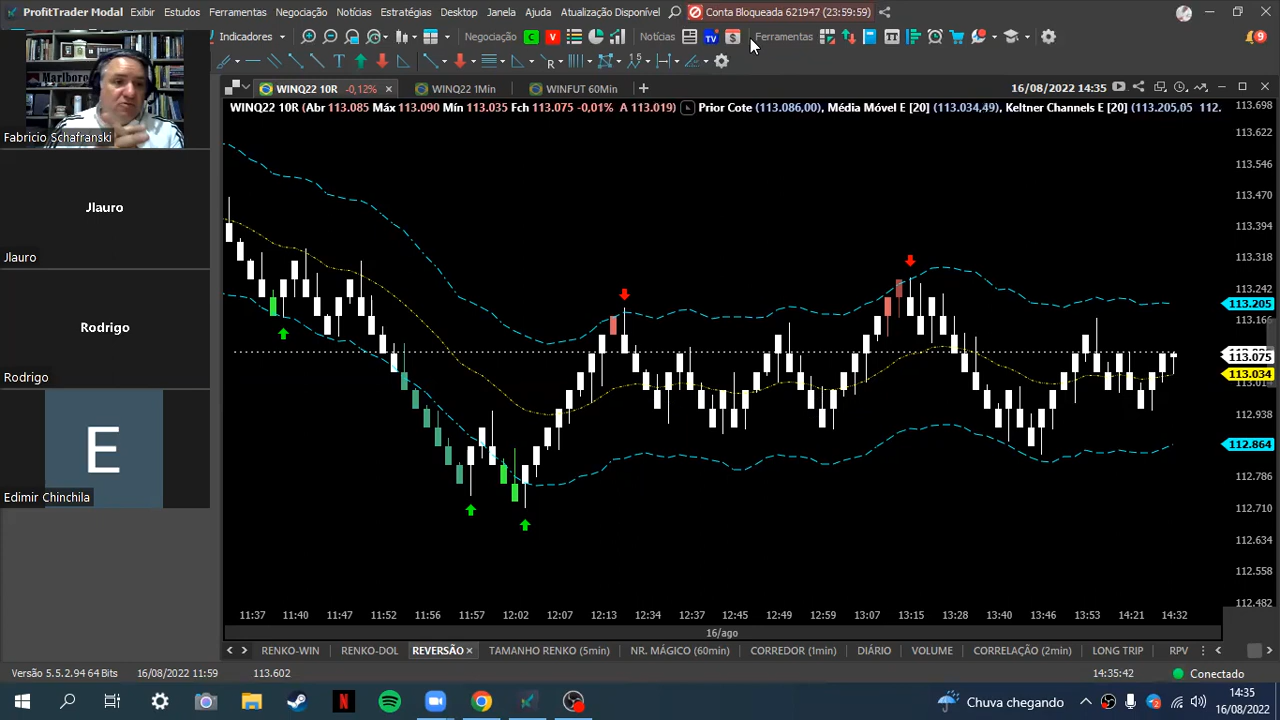 ProfitTrader Modal Exibir Estudos Ferramentas Negociação Notícias Estratégias Desktop Janela Ajuda Atualização Disponível Conta Bloqueada 621947 (23:59:59)
Indicadores Negociação C V Notícias TV $ Ferramentas 9
T R
WINQ22 10R -0,12% × WINQ22 1Min WINFUT 60Min + 16/08/2022 14:35
WINQ22 10R (Abr 113.085 Máx 113.090 Mín 113.035 Fch 113.075 -0,01% A 113.019) Prior Cote (113.086,00) Média Móvel E [20] (113.034,49), Keltner Channels E [20] (113.205,05 112.
Marlboro
Fabricio Schafranski
Jlauro
Jlauro
Rodrigo
Rodrigo
E
Edimir Chinchila
113.698
113.622
113.546
113.470
113.394
113.318
113.242
113.205
113.166
113.075
113.034
112.938
112.864
112.786
112.710
112.634
112.558
112.482
11:37 11:40 11:47 11:52 11:56 11:57 12:02 12:07 12:13 12:34 12:37 12:45 12:49 12:59 13:07 13:15 13:28 13:40 13:46 13:53 14:21 14:32
16/ago
RENKO-WIN RENKO-DOL REVERSÃO × TAMANHO RENKO (5min) NR. MÁGICO (60min) CORREDOR (1min) DIÁRIO VOLUME CORRELAÇÃO (2min) LONG TRIP RPV
Versão 5.5.2.94 64 Bits 16/08/2022 11:59 113.602 14:35:42 Conectado
N Chuva chegando 14:35
16/08/2022